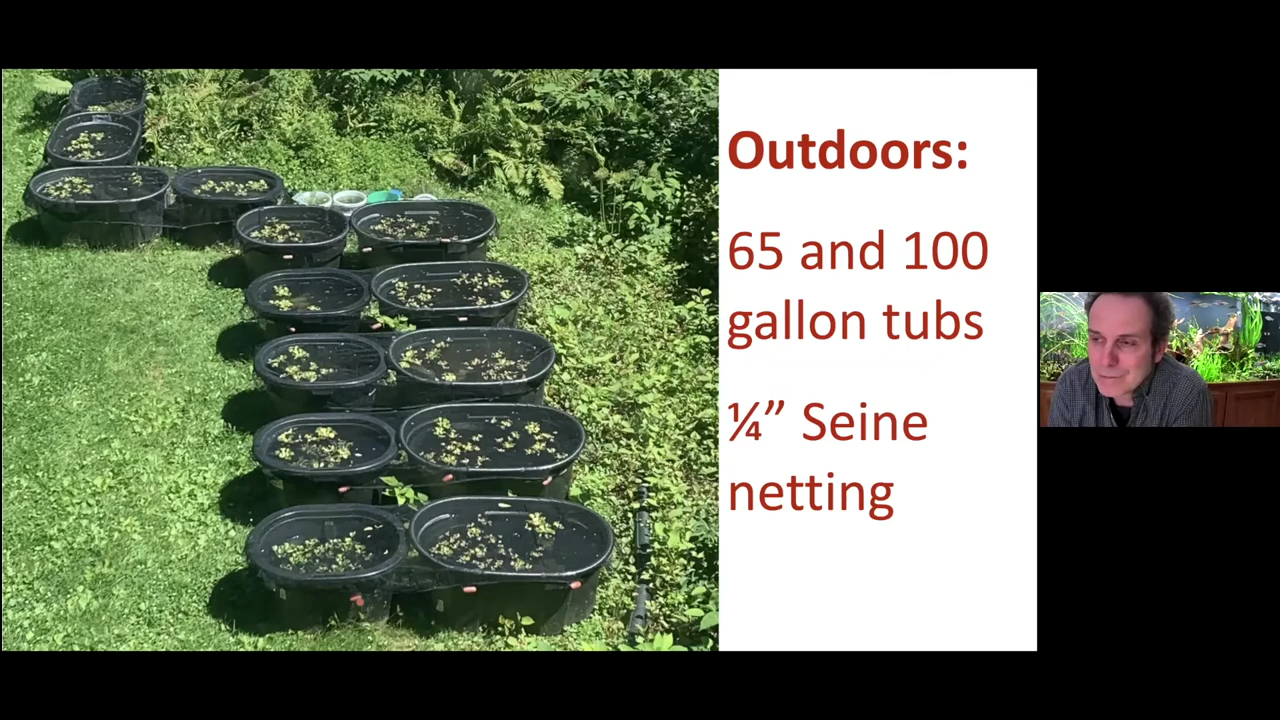 Outdoors:
65 and 100
gallon tubs
¼” Seine
netting